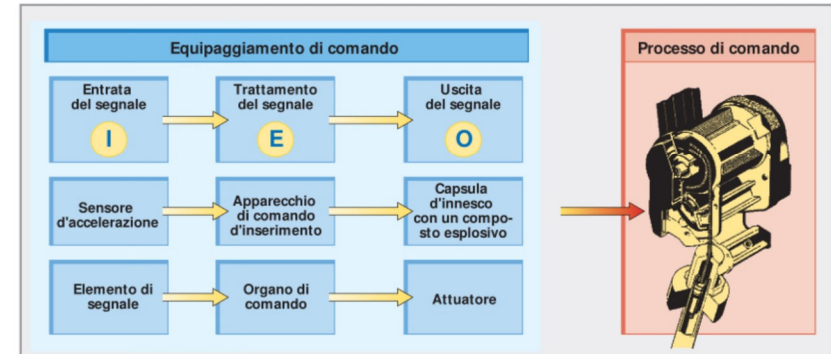 Equipaggiamento di comando
Processo di comando
Entrata
del segnale
I
Trattamento
del segnale
E
Uscita
del segnale
O
Sensore
d'accelerazione
Apparecchio
di comando
d'inserimento
Capsula
d'innesco
con un compo-
sto esplosivo
Elemento di
segnale
Organo di
comando
Attuatore